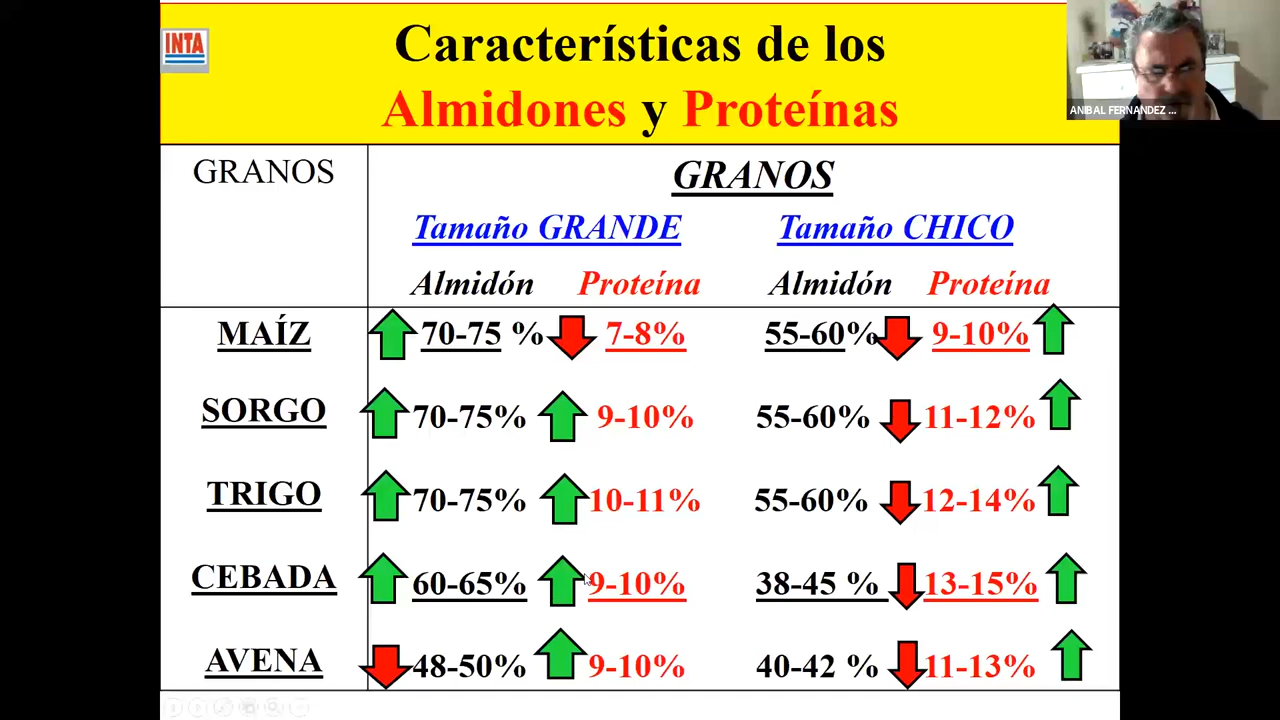 INTA
Características de los
Almidones y Proteínas
ANIBAL FERNANDEZ ...
GRANOS
GRANOS
Tamaño GRANDE Tamaño CHICO
Almidón Proteína Almidón Proteína
MAÍZ 70-75 % 7-8% 55-60% 9-10%
SORGO 70-75% 9-10% 55-60% 11-12%
TRIGO 70-75% 10-11% 55-60% 12-14%
CEBADA 60-65% 9-10% 38-45 % 13-15%
AVENA 48-50% 9-10% 40-42 % 11-13%